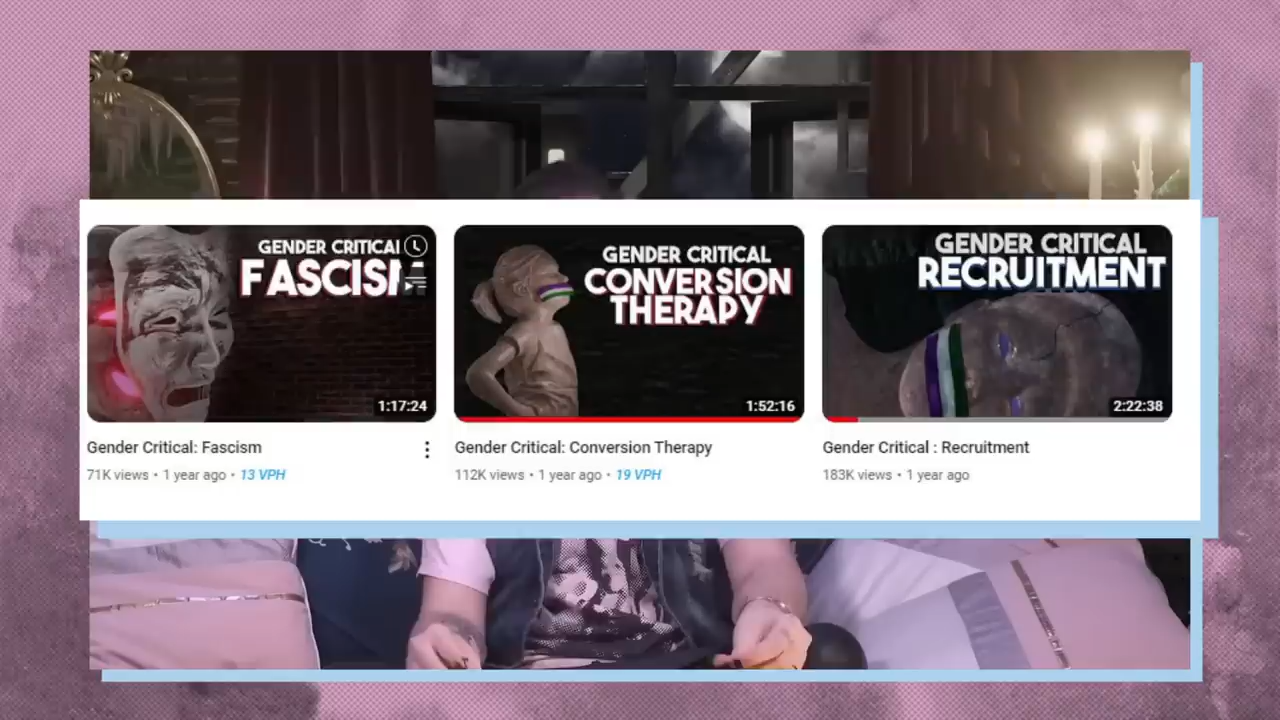 GENDER CRITICAL
FASCISM
1:17:24
GENDER CRITICAL
CONVERSION
THERAPY
1:52:16
GENDER CRITICAL
RECRUITMENT
2:22:38
Gender Critical: Fascism
71K views • 1 year ago • 13 VPH
Gender Critical: Conversion Therapy
112K views • 1 year ago • 19 VPH
Gender Critical : Recruitment
183K views • 1 year ago